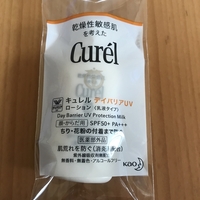 乾燥性敏感肌
を考えた
Curél
キュレル デイバリアUV
ローション〈乳液タイプ〉
Day Barrier UV Protection Milk
顔・からだ用 SPF50+ PA+++
ちり・花粉の付着まで防ぐ
医薬部外品
肌荒れを防ぐ〈消炎剤配合〉
紫外線吸収剤無配合
無香料・無着色・アルコールフリー
Kao